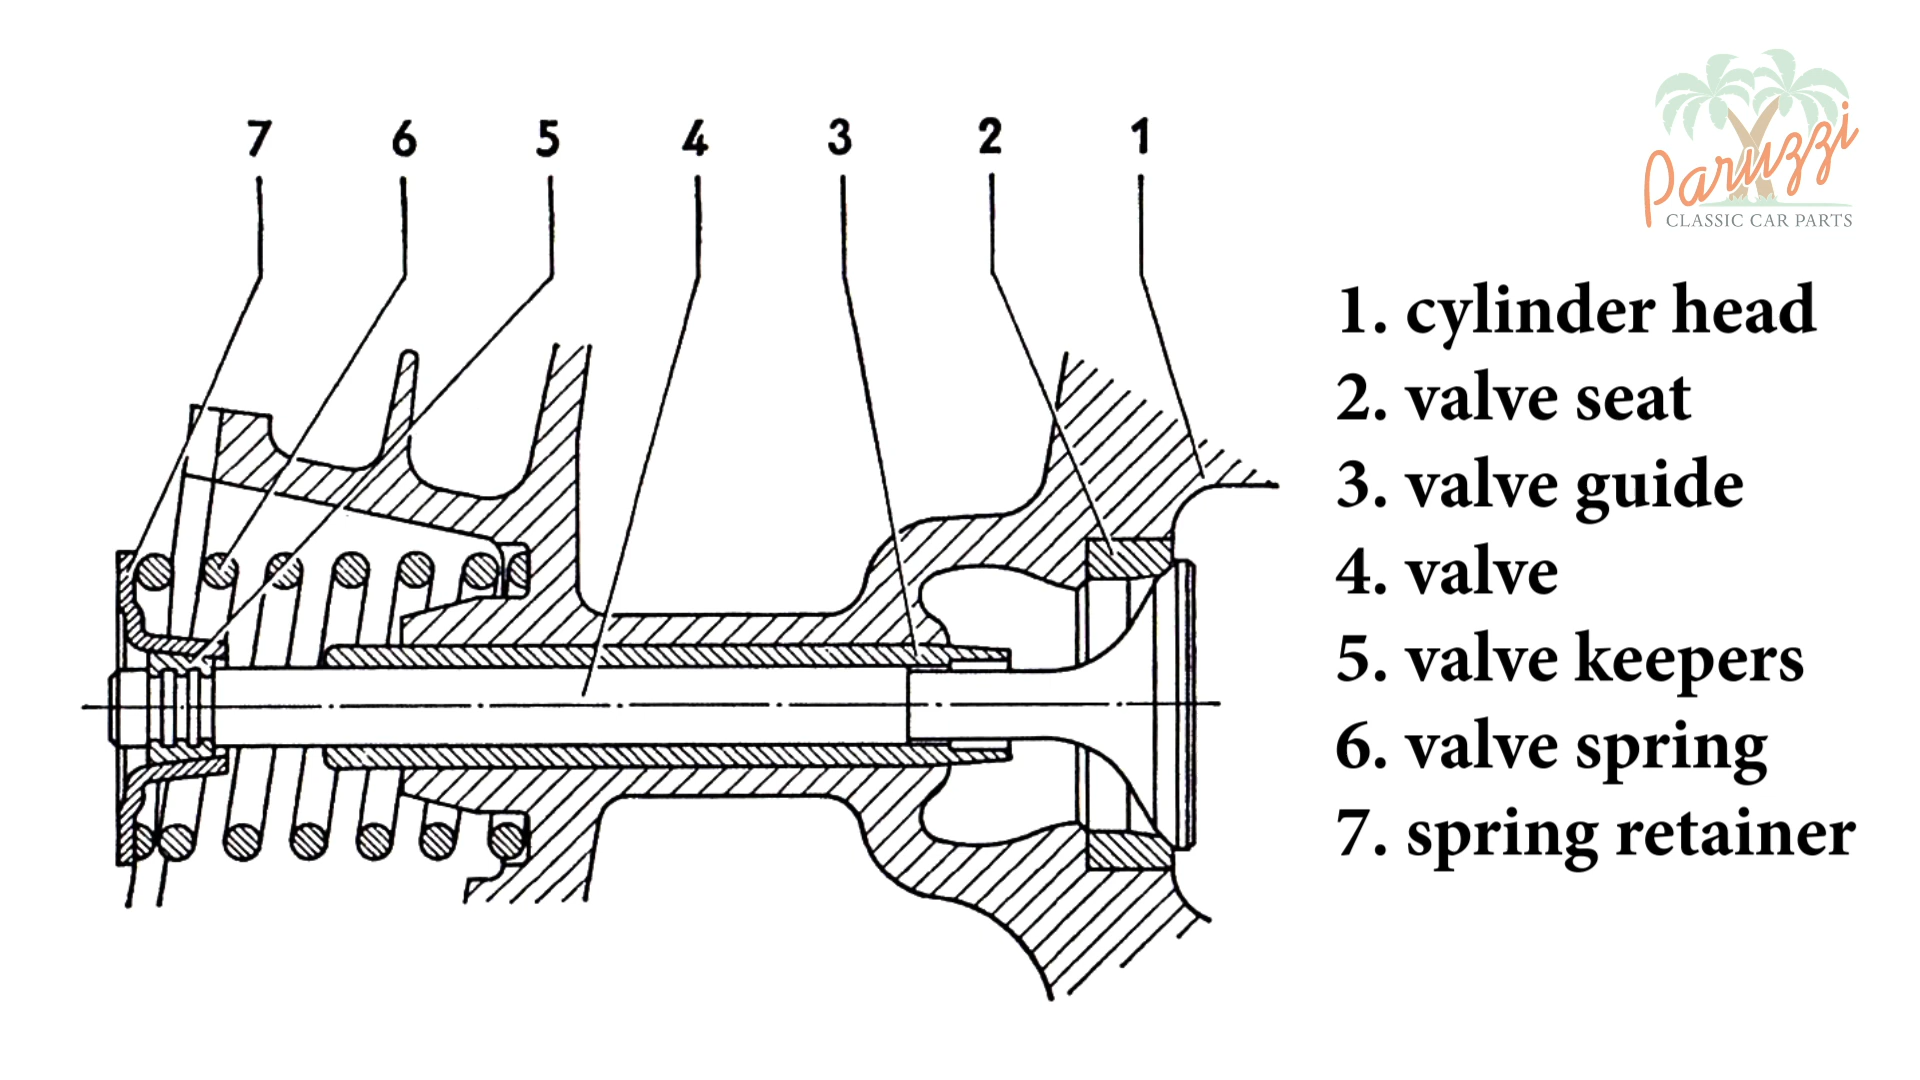 7 6 5 4 3 2 1
Paruzzi
CLASSIC CAR PARTS
1. cylinder head
2. valve seat
3. valve guide
4. valve
5. valve keepers
6. valve spring
7. spring retainer